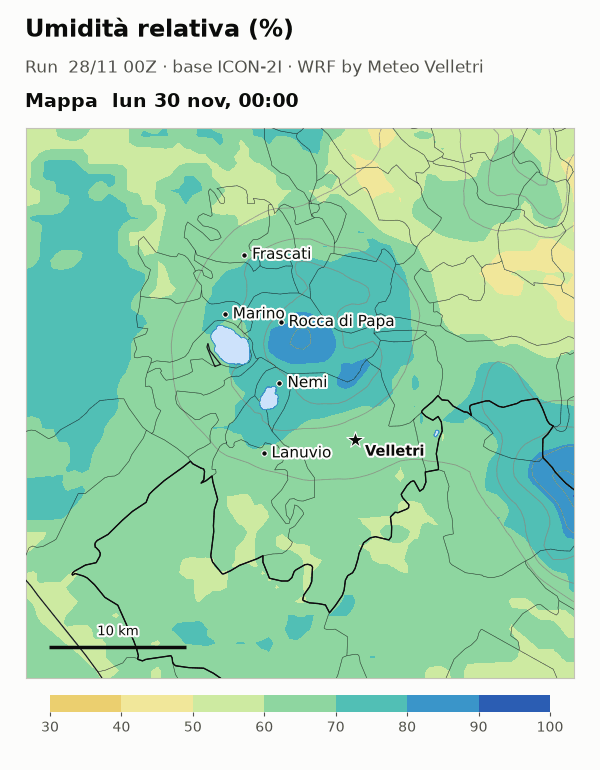 Umidità relativa (%)
Run  28/11 00Z · base ICON-2I · WRF by Meteo Velletri
Mappa  lun 30 nov, 00:00
Frascati
Marino
Rocca di Papa
Nemi
Velletri
Lanuvio
10 km
30 40 50 60 70 80 90 100